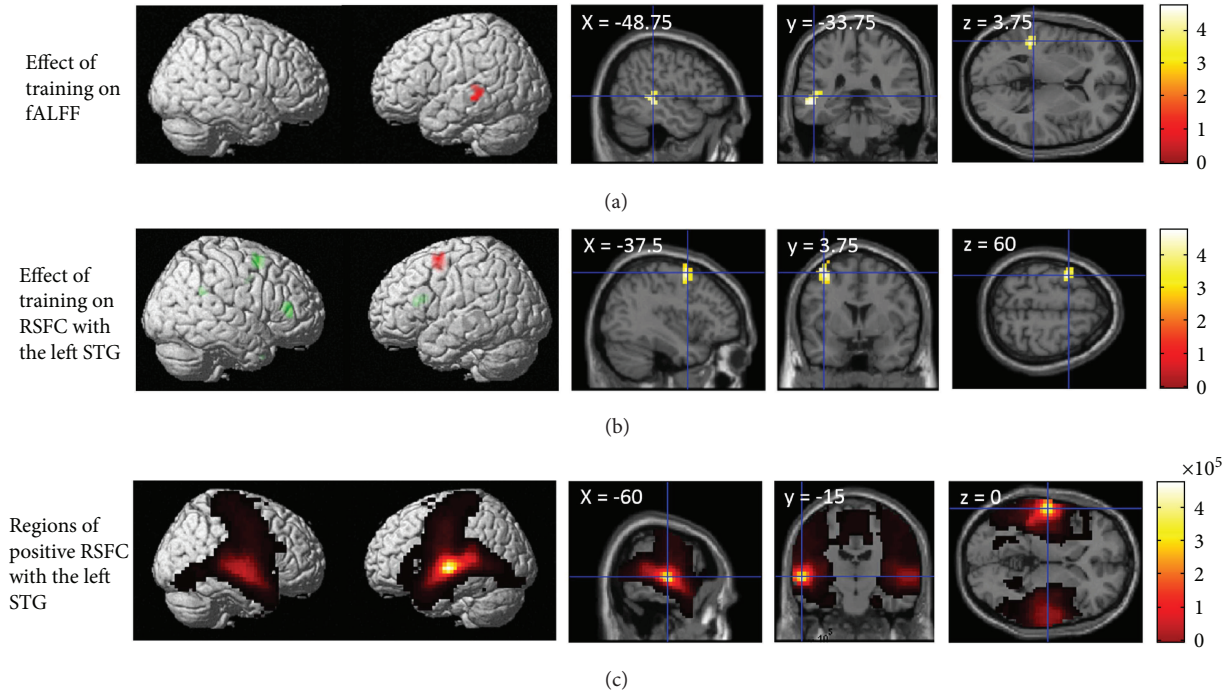 Effect of
training on
fALFF
X = -48.75
y = -33.75
z = 3.75
4
3
2
1
0
(a)
Effect of
training on
RSFC with
the left STG
X = -37.5
y = 3.75
z = 60
4
3
2
1
0
(b)
Regions of
positive RSFC
with the left
STG
X = -60
y = -15
z = 0
×10⁵
4
3
2
1
0
10⁵
(c)